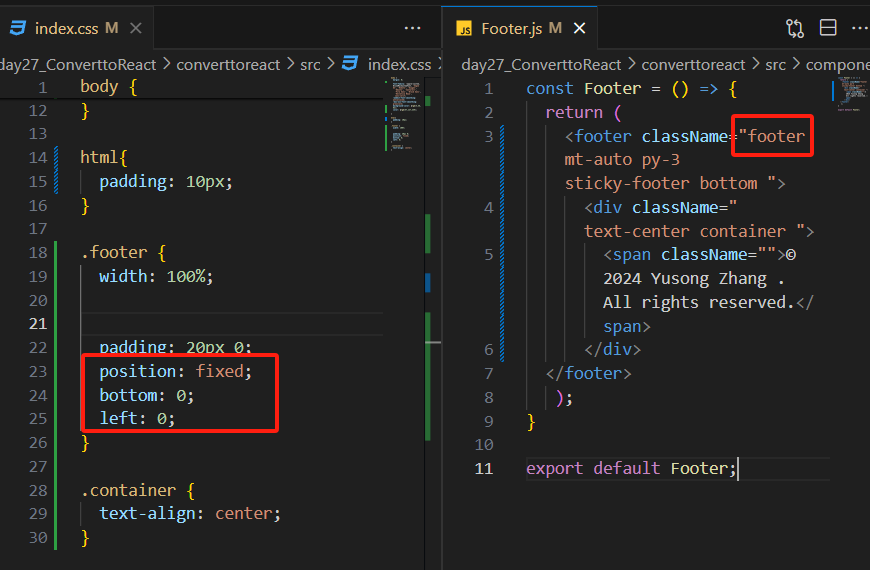 index.css M
day27_ConverttoReact > converttoreact > src > index.css >
1 body {
12 }
13
14 html{
15 padding: 10px;
16 }
17
18 .footer {
19 width: 100%;
20
21
22 padding: 20px 0;
23 position: fixed;
24 bottom: 0;
25 left: 0;
26 }
27
28 .container {
29 text-align: center;
30 }
JS Footer.js M
day27_ConverttoReact > converttoreact > src > compone
1 const Footer = () => {
2 return (
3 <footer className="footer
mt-auto py-3
sticky-footer bottom ">
4 <div className="
text-center container ">
5 <span className="">©
2024 Yusong Zhang .
All rights reserved.</
span>
6 </div>
7 </footer>
8 );
9 }
10
11 export default Footer;